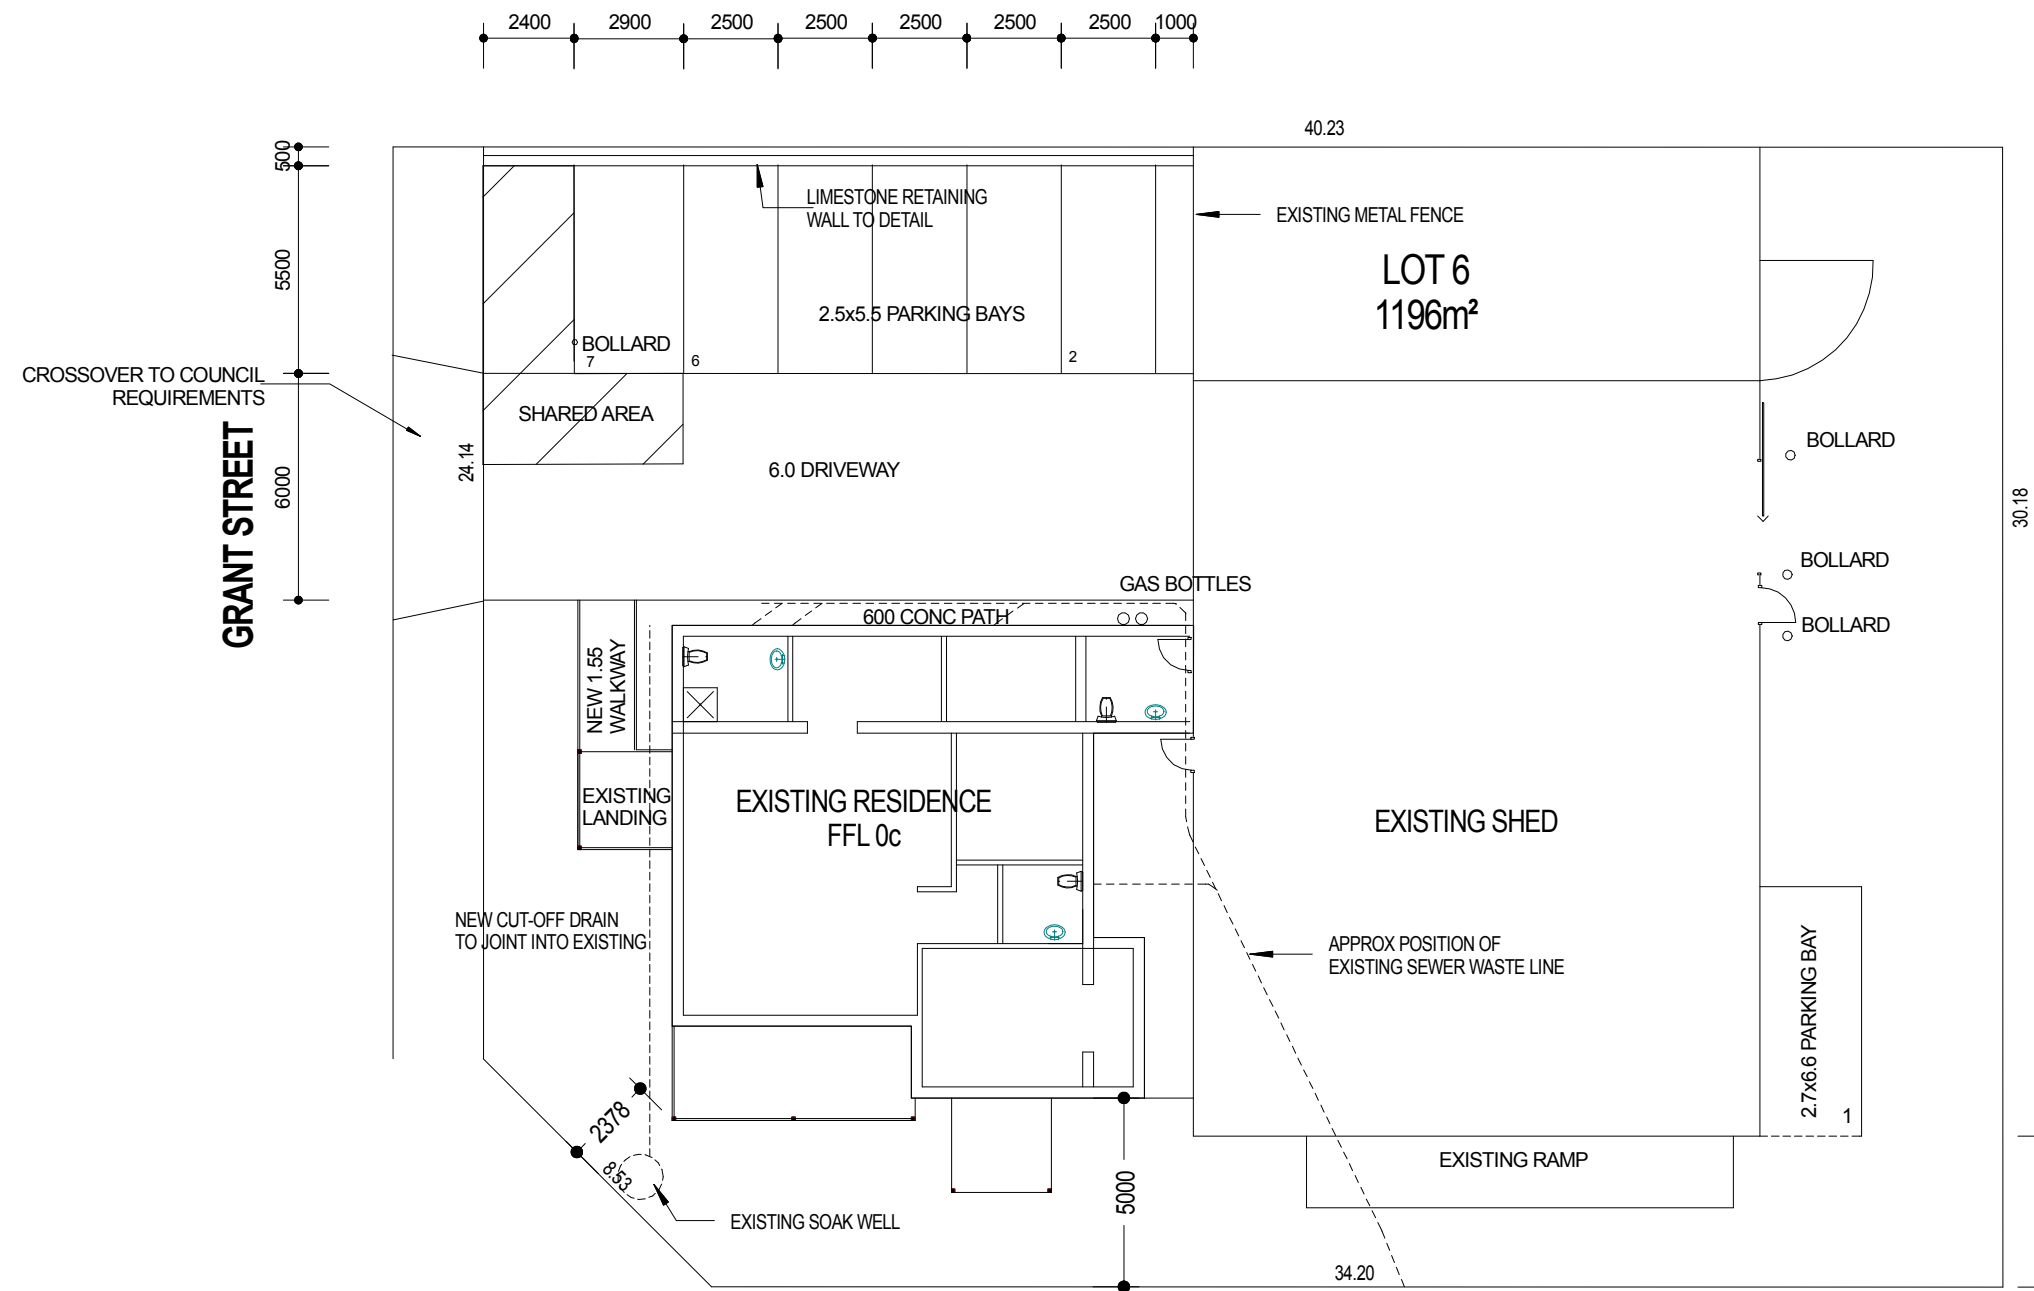 2400 2900 2500 2500 2500 2500 2500 1000
40.23
500
LIMESTONE RETAINING
WALL TO DETAIL
EXISTING METAL FENCE
5500
LOT 6
1196m²
2.5x5.5 PARKING BAYS
BOLLARD
7
6
2
CROSSOVER TO COUNCIL
REQUIREMENTS
SHARED AREA
GRANT STREET
24.14
6000
6.0 DRIVEWAY
BOLLARD
30.18
BOLLARD
GAS BOTTLES
600 CONC PATH
BOLLARD
NEW 1.55
WALKWAY
EXISTING
LANDING
EXISTING RESIDENCE
FFL 0c
EXISTING SHED
NEW CUT-OFF DRAIN
TO JOINT INTO EXISTING
APPROX POSITION OF
EXISTING SEWER WASTE LINE
2.7x6.6 PARKING BAY
1
2378
8.53
EXISTING RAMP
5000
EXISTING SOAK WELL
34.20